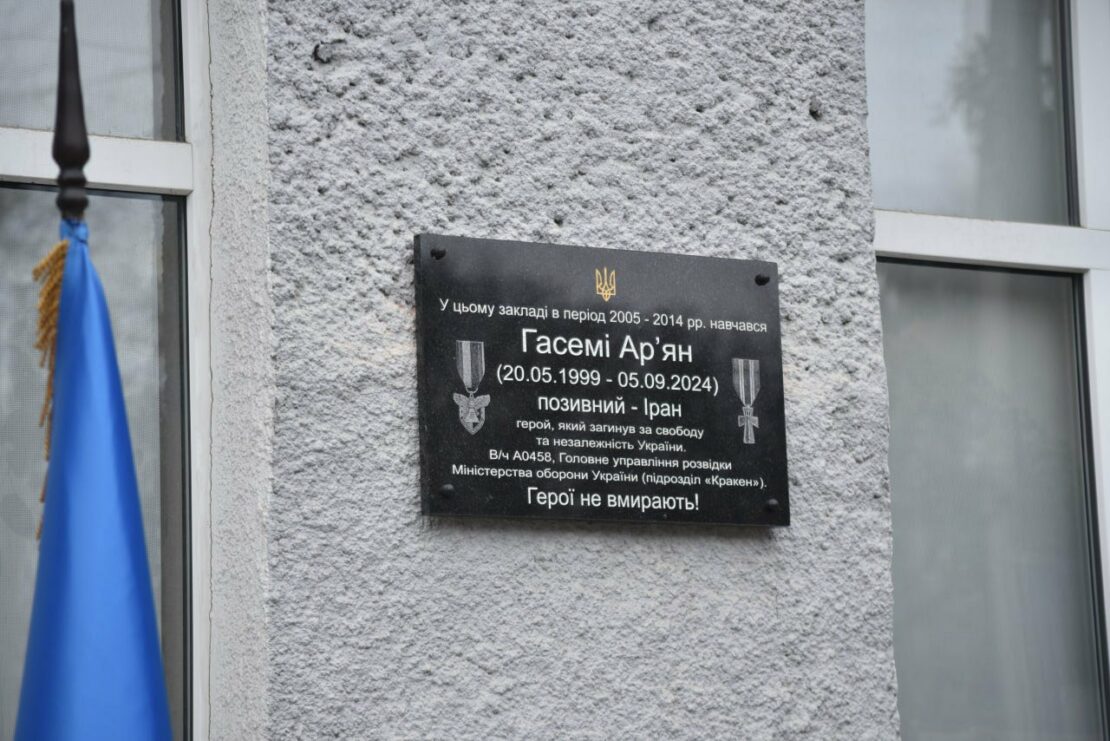 У цьому закладі в період 2005 - 2014 рр. навчався
Гасемі Ар’ян
(20.05.1999 - 05.09.2024)
позивний - Іран
герой, який загинув за свободу
та незалежність України.
В/ч А0458, Головне управління розвідки
Міністерства оборони України (підрозділ «Кракен»).
Герої не вмирають!